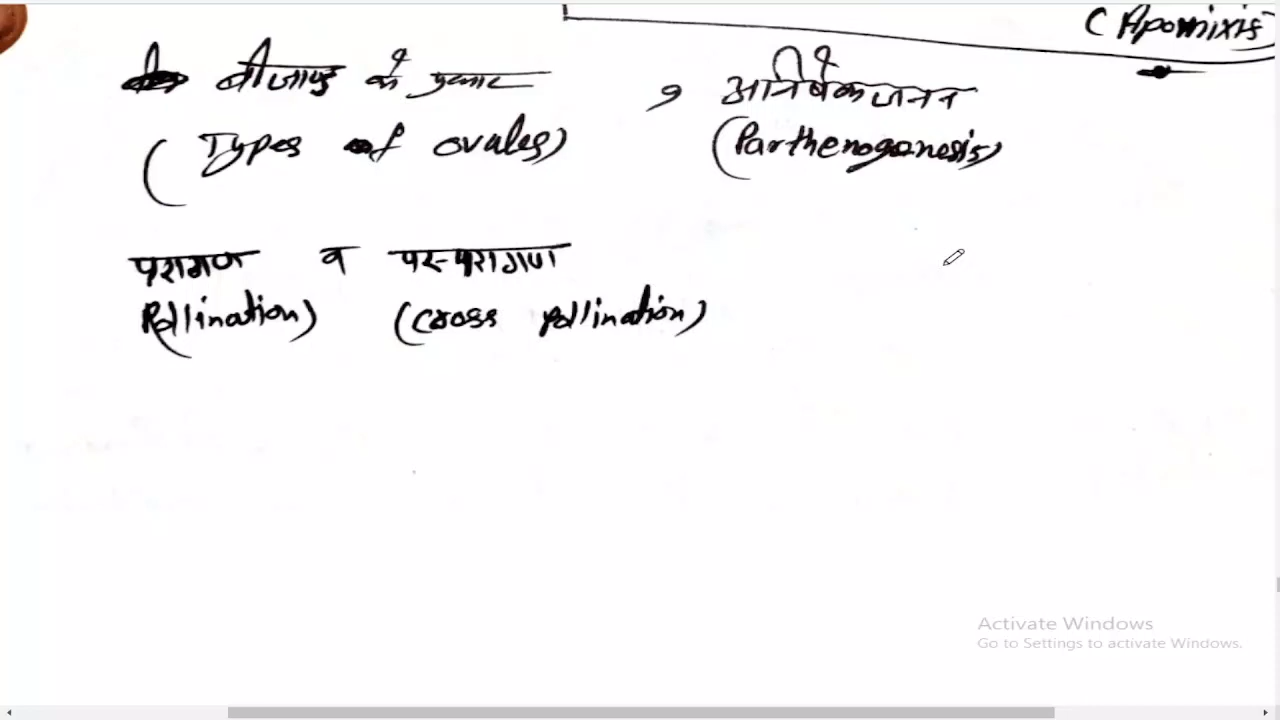 (Apomixis)
बीजाण्ड के प्रकार , अनिषेकजनन
(Types of ovales) (Parthenogenesis)
परागण व पर-परागण
Pollination) (cross pollination)
Activate Windows
Go to Settings to activate Windows.